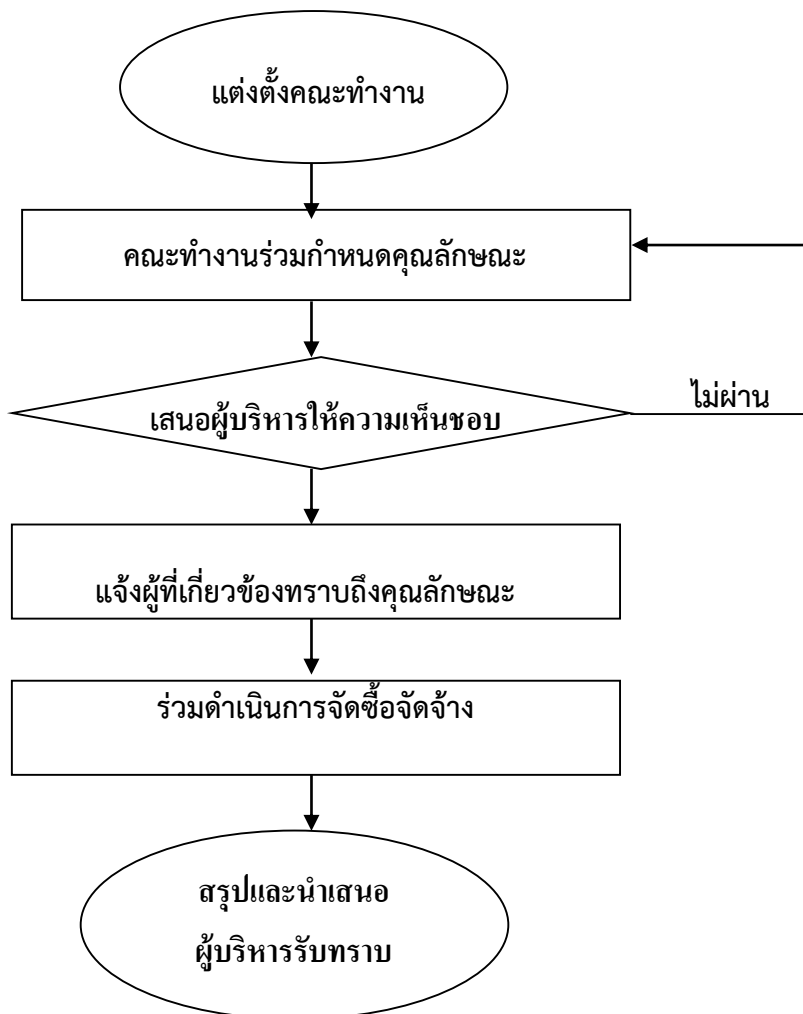 แต่งตั้งคณะทำงาน
คณะทำงานร่วมกำหนดคุณลักษณะ
ไม่ผ่าน
เสนอผู้บริหารให้ความเห็นชอบ
แจ้งผู้ที่เกี่ยวข้องทราบถึงคุณลักษณะ
ร่วมดำเนินการจัดซื้อจัดจ้าง
สรุปและนำเสนอ
ผู้บริหารรับทราบ